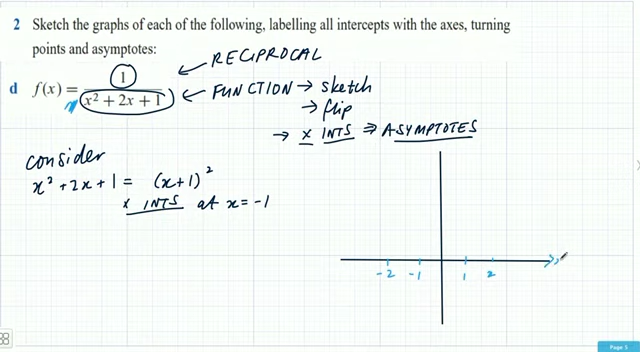 2 Sketch the graphs of each of the following, labelling all intercepts with the axes, turning
points and asymptotes:
RECIPROCAL
d f(x) = 1 / (x² + 2x + 1)
FUNCTION → sketch
→ flip
→ x INTS ⇒ ASYMPTOTES
consider
x² + 2x + 1 = (x+1)²
x INTS at x = -1
-2 -1 1 2
Page 3